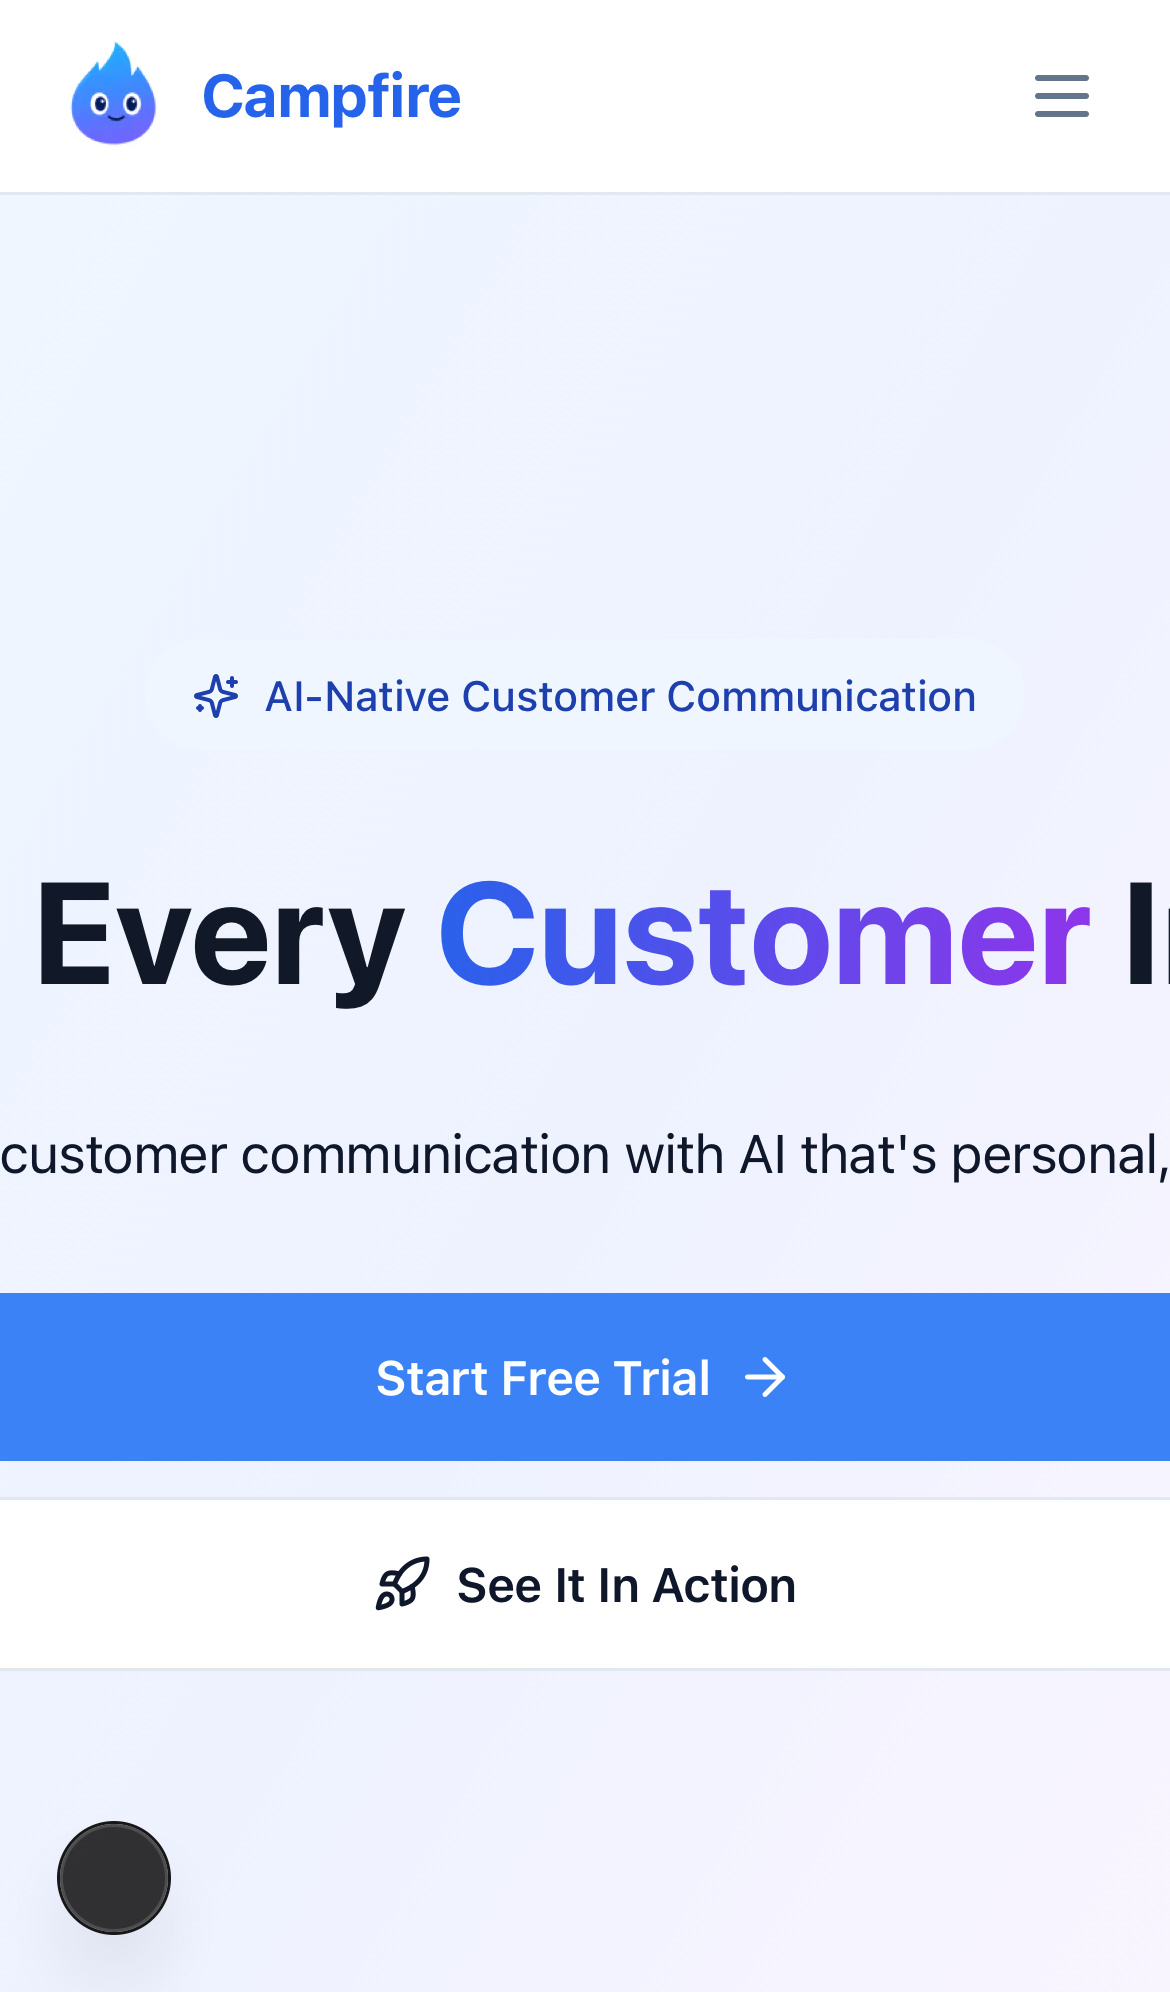 Campfire
AI-Native Customer Communication
Every Customer
customer communication with AI that's personal,
Start Free Trial
See It In Action